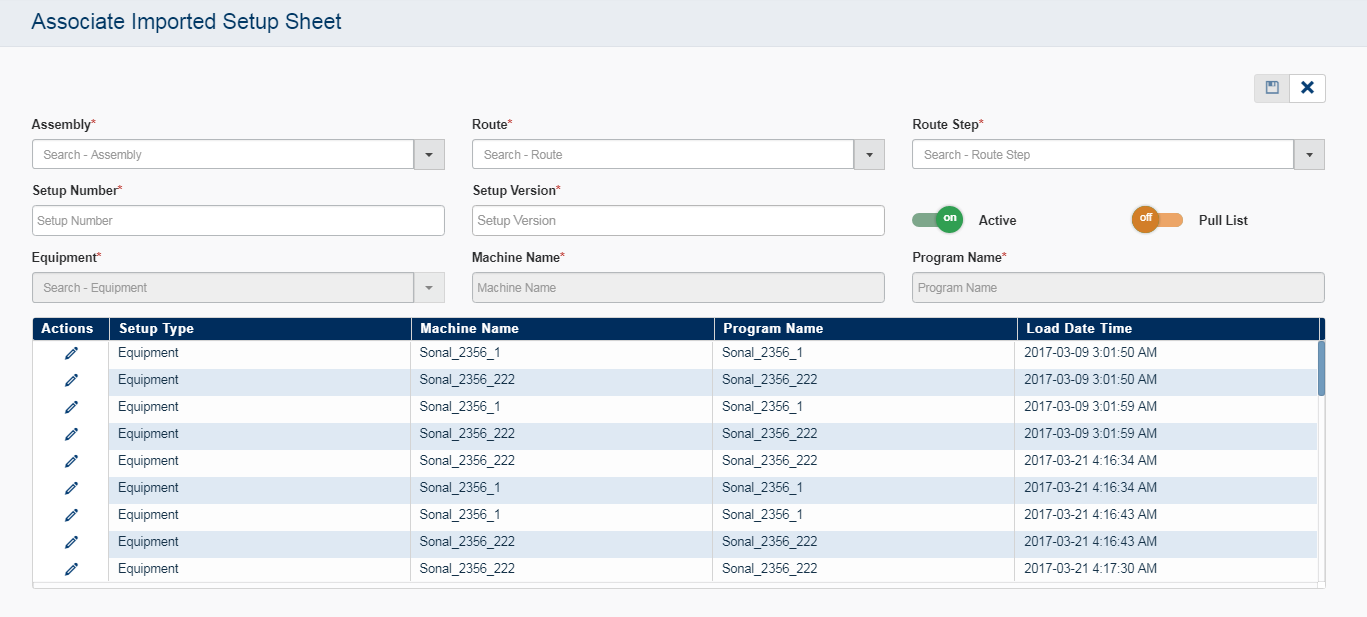 Associate Imported Setup Sheet
Assembly* Route* Route Step*
Search - Assembly Search - Route Search - Route Step
Setup Number* Setup Version*
Setup Number Setup Version on Active off Pull List
Equipment* Machine Name* Program Name*
Search - Equipment Machine Name Program Name
Actions Setup Type Machine Name Program Name Load Date Time
Equipment Sonal_2356_1 Sonal_2356_1 2017-03-09 3:01:50 AM
Equipment Sonal_2356_222 Sonal_2356_222 2017-03-09 3:01:50 AM
Equipment Sonal_2356_1 Sonal_2356_1 2017-03-09 3:01:59 AM
Equipment Sonal_2356_222 Sonal_2356_222 2017-03-09 3:01:59 AM
Equipment Sonal_2356_222 Sonal_2356_222 2017-03-21 4:16:34 AM
Equipment Sonal_2356_1 Sonal_2356_1 2017-03-21 4:16:34 AM
Equipment Sonal_2356_1 Sonal_2356_1 2017-03-21 4:16:43 AM
Equipment Sonal_2356_222 Sonal_2356_222 2017-03-21 4:16:43 AM
Equipment Sonal_2356_222 Sonal_2356_222 2017-03-21 4:17:30 AM